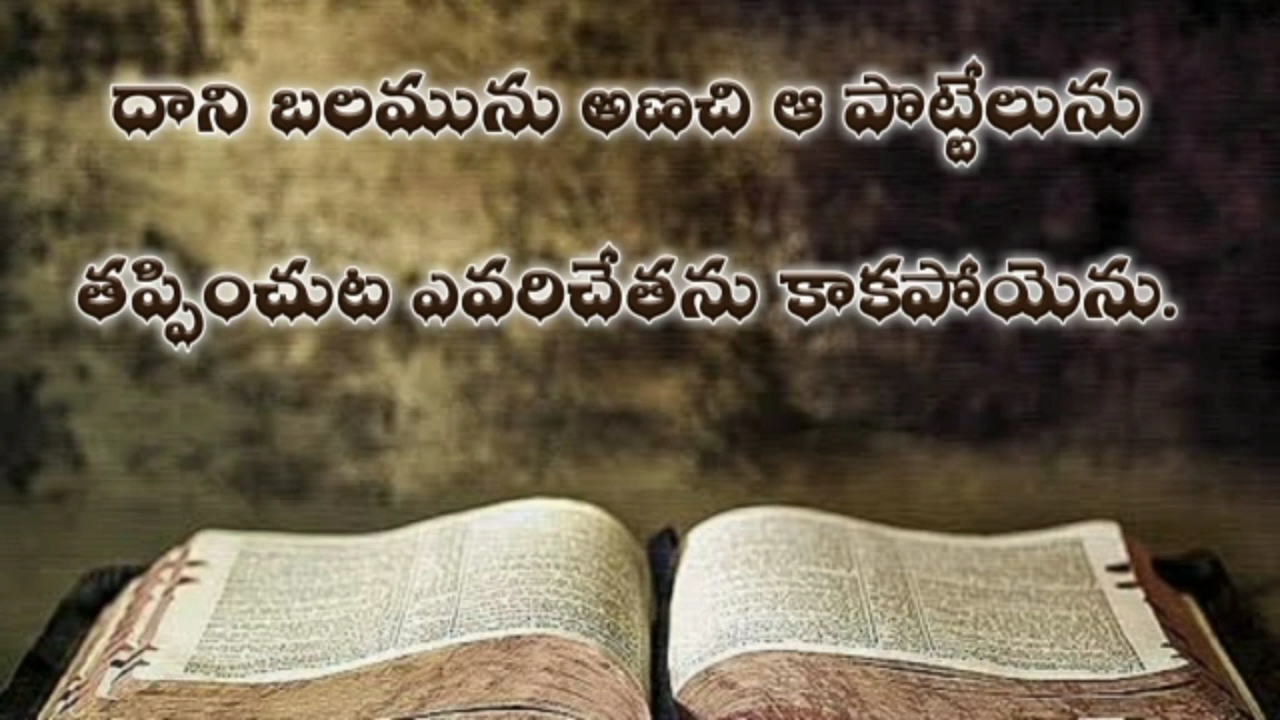 దాని బలమును అణచి ఆ పొట్టేలును
తప్పించుట ఎవరిచేతను కాకపోయెను.